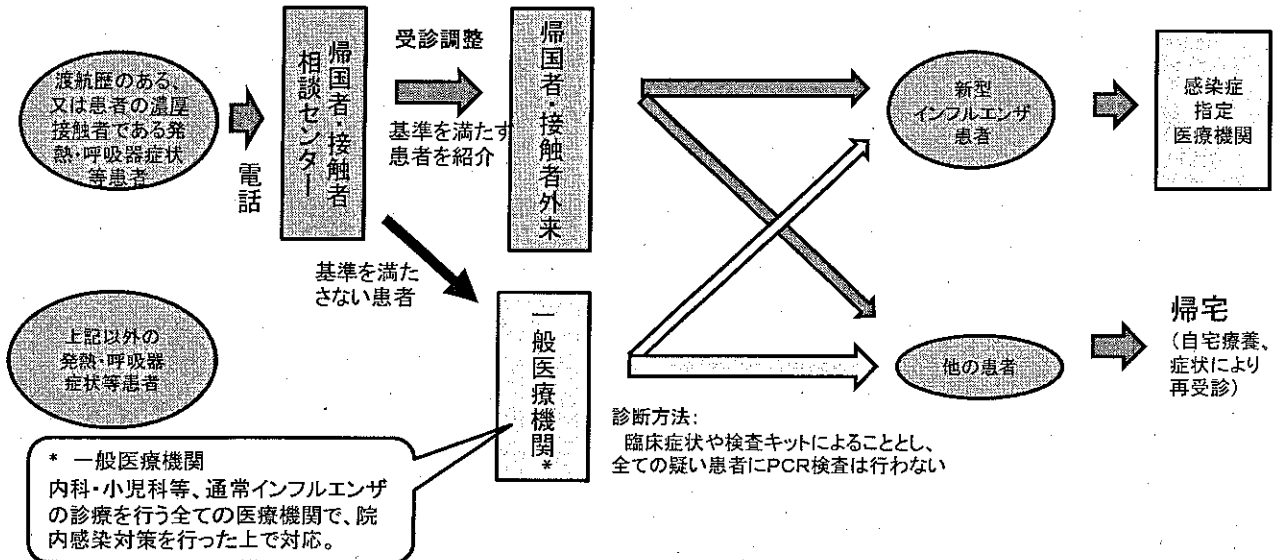 渡航歴のある、
又は患者の濃厚
接触者である発
熱・呼吸器症状
等患者
電話
帰国者・接触者
相談センター
受診調整
基準を満たす
患者を紹介
帰国者・接触者外来
新型
インフルエンザ
患者
感染症
指定
医療機関
基準を満た
さない患者
上記以外の
発熱・呼吸器
症状等患者
一般医療機関*
他の患者
帰宅
(自宅療養、
症状により
再受診)
診断方法:
臨床症状や検査キットによることとし、
全ての疑い患者にPCR検査は行わない
* 一般医療機関
内科・小児科等、通常インフルエンザ
の診療を行う全ての医療機関で、院
内感染対策を行った上で対応。